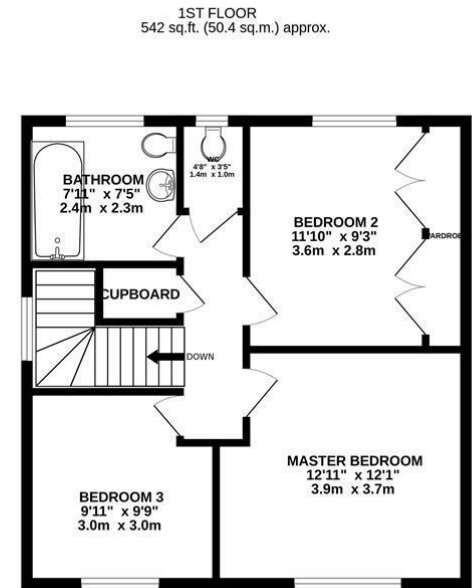 1ST FLOOR
542 sq.ft. (50.4 sq.m.) approx.
BATHROOM
7'11" x 7'5"
2.4m x 2.3m
WC
4'8" x 3'5"
1.4m x 1.0m
BEDROOM 2
11'10" x 9'3"
3.6m x 2.8m
WARDROBE
CUPBOARD
DOWN
MASTER BEDROOM
12'11" x 12'1"
3.9m x 3.7m
BEDROOM 3
9'11" x 9'9"
3.0m x 3.0m